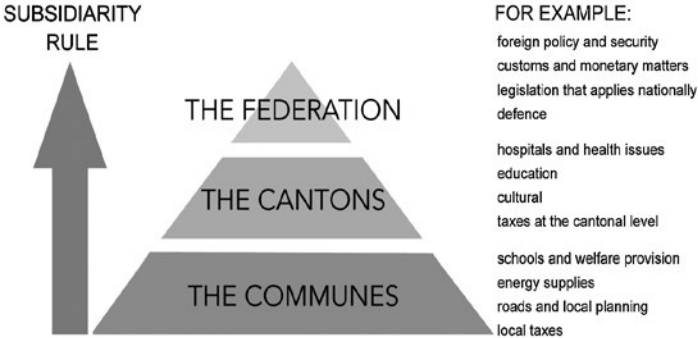 SUBSIDIARITY
RULE
THE FEDERATION
THE CANTONS
THE COMMUNES
FOR EXAMPLE:
foreign policy and security
customs and monetary matters
legislation that applies nationally
defence
hospitals and health issues
education
cultural
taxes at the cantonal level
schools and welfare provision
energy supplies
roads and local planning
local taxes